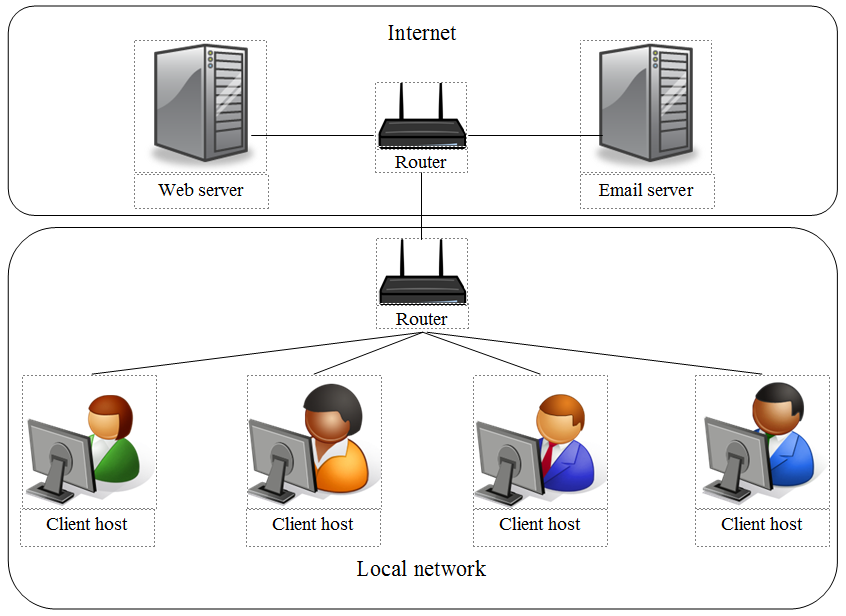 Internet
Router
Web server
Email server
Router
Client host
Client host
Client host
Client host
Local network